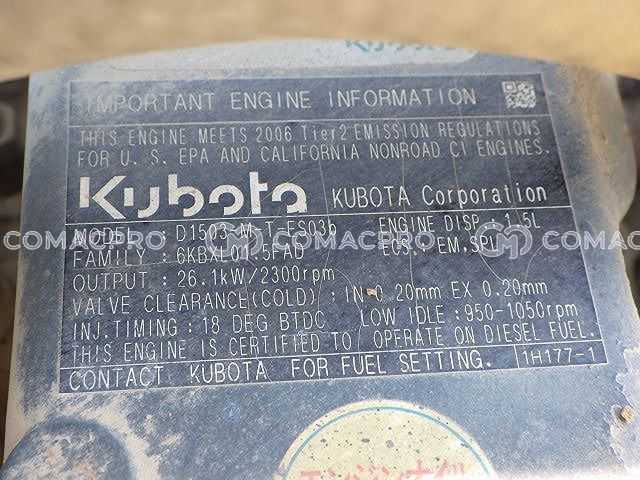 Kubota
IMPORTANT ENGINE INFORMATION
THIS ENGINE MEETS 2006 Tier2 EMISSION REGULATIONS
FOR U. S. EPA AND CALIFORNIA NONROAD CI ENGINES.
Kubota KUBOTA Corporation
MODEL : D1503-M-T-ES03b ENGINE DISP : 1.5L
FAMILY : 6KBXL01.5FAD ECS : EM,SPL
OUTPUT : 26.1kW/2300rpm
VALVE CLEARANCE(COLD) : IN 0.20mm EX 0.20mm
INJ.TIMING : 18 DEG BTDC LOW IDLE : 950-1050rpm
THIS ENGINE IS CERTIFIED TO OPERATE ON DIESEL FUEL.
CONTACT KUBOTA FOR FUEL SETTING. 1H177-1
COMACPRO COMACPRO COMACPRO